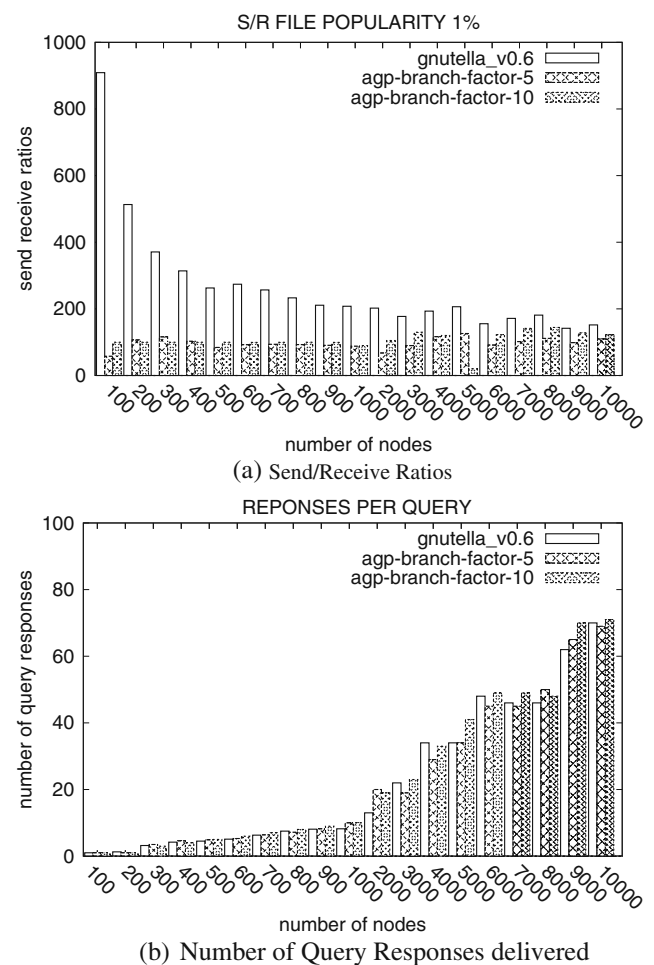 S/R FILE POPULARITY 1%
1000
800
600
400
200
0
send receive ratios
gnutella_v0.6
agp-branch-factor-5
agp-branch-factor-10
100 200 300 400 500 600 700 800 900 1000 2000 3000 4000 5000 6000 7000 8000 9000 10000
number of nodes
(a) Send/Receive Ratios
REPONSES PER QUERY
100
80
60
40
20
0
number of query responses
gnutella_v0.6
agp-branch-factor-5
agp-branch-factor-10
100 200 300 400 500 600 700 800 900 1000 2000 3000 4000 5000 6000 7000 8000 9000 10000
number of nodes
(b) Number of Query Responses delivered